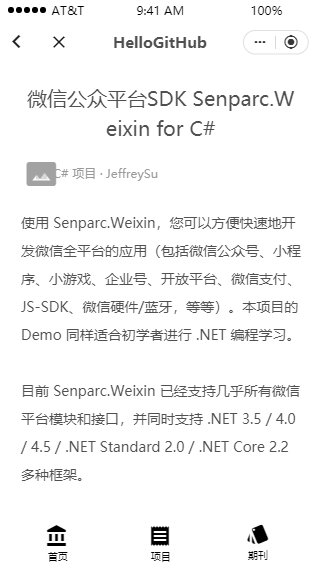 AT&T 9:41 AM 100%
HelloGitHub
微信公众平台SDK Senparc.W
eixin for C#
C# 项目 · JeffreySu
使用 Senparc.Weixin，您可以方便快速地开
发微信全平台的应用（包括微信公众号、小程
序、小游戏、企业号、开放平台、微信支付、
JS-SDK、微信硬件/蓝牙，等等）。本项目的
Demo 同样适合初学者进行 .NET 编程学习。
目前 Senparc.Weixin 已经支持几乎所有微信
平台模块和接口，并同时支持 .NET 3.5 / 4.0
/ 4.5 / .NET Standard 2.0 / .NET Core 2.2
多种框架。
首页 项目 期刊